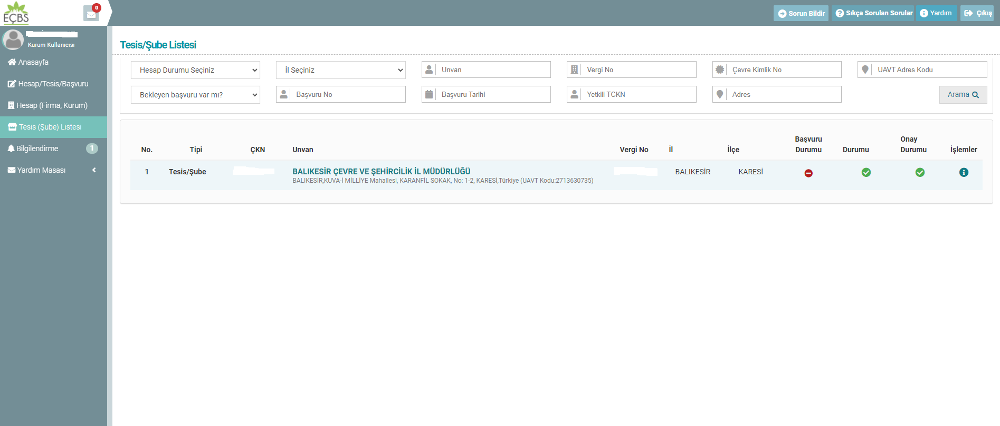 EÇBS
0
Sorun Bildir
Sıkça Sorulan Sorular
Yardım
Çıkış
Kurum Kullanıcısı
Anasayfa
Hesap/Tesis/Başvuru
Hesap (Firma, Kurum)
Tesis (Şube) Listesi
Bilgilendirme 1
Yardım Masası
Tesis/Şube Listesi
Hesap Durumu Seçiniz
İl Seçiniz
Unvan
Vergi No
Çevre Kimlik No
UAVT Adres Kodu
Bekleyen başvuru var mı?
Başvuru No
Başvuru Tarihi
Yetkili TCKN
Adres
Arama
No. Tipi ÇKN Unvan Vergi No İl İlçe Başvuru Durumu Durumu Onay Durumu İşlemler
1 Tesis/Şube BALIKESİR ÇEVRE VE ŞEHİRCİLİK İL MÜDÜRLÜĞÜ BALIKESİR KARESİ
BALIKESİR,KUVA-İ MİLLİYE Mahallesi, KARANFİL SOKAK, No: 1-2, KARESİ,Türkiye (UAVT Kodu:2713630735)